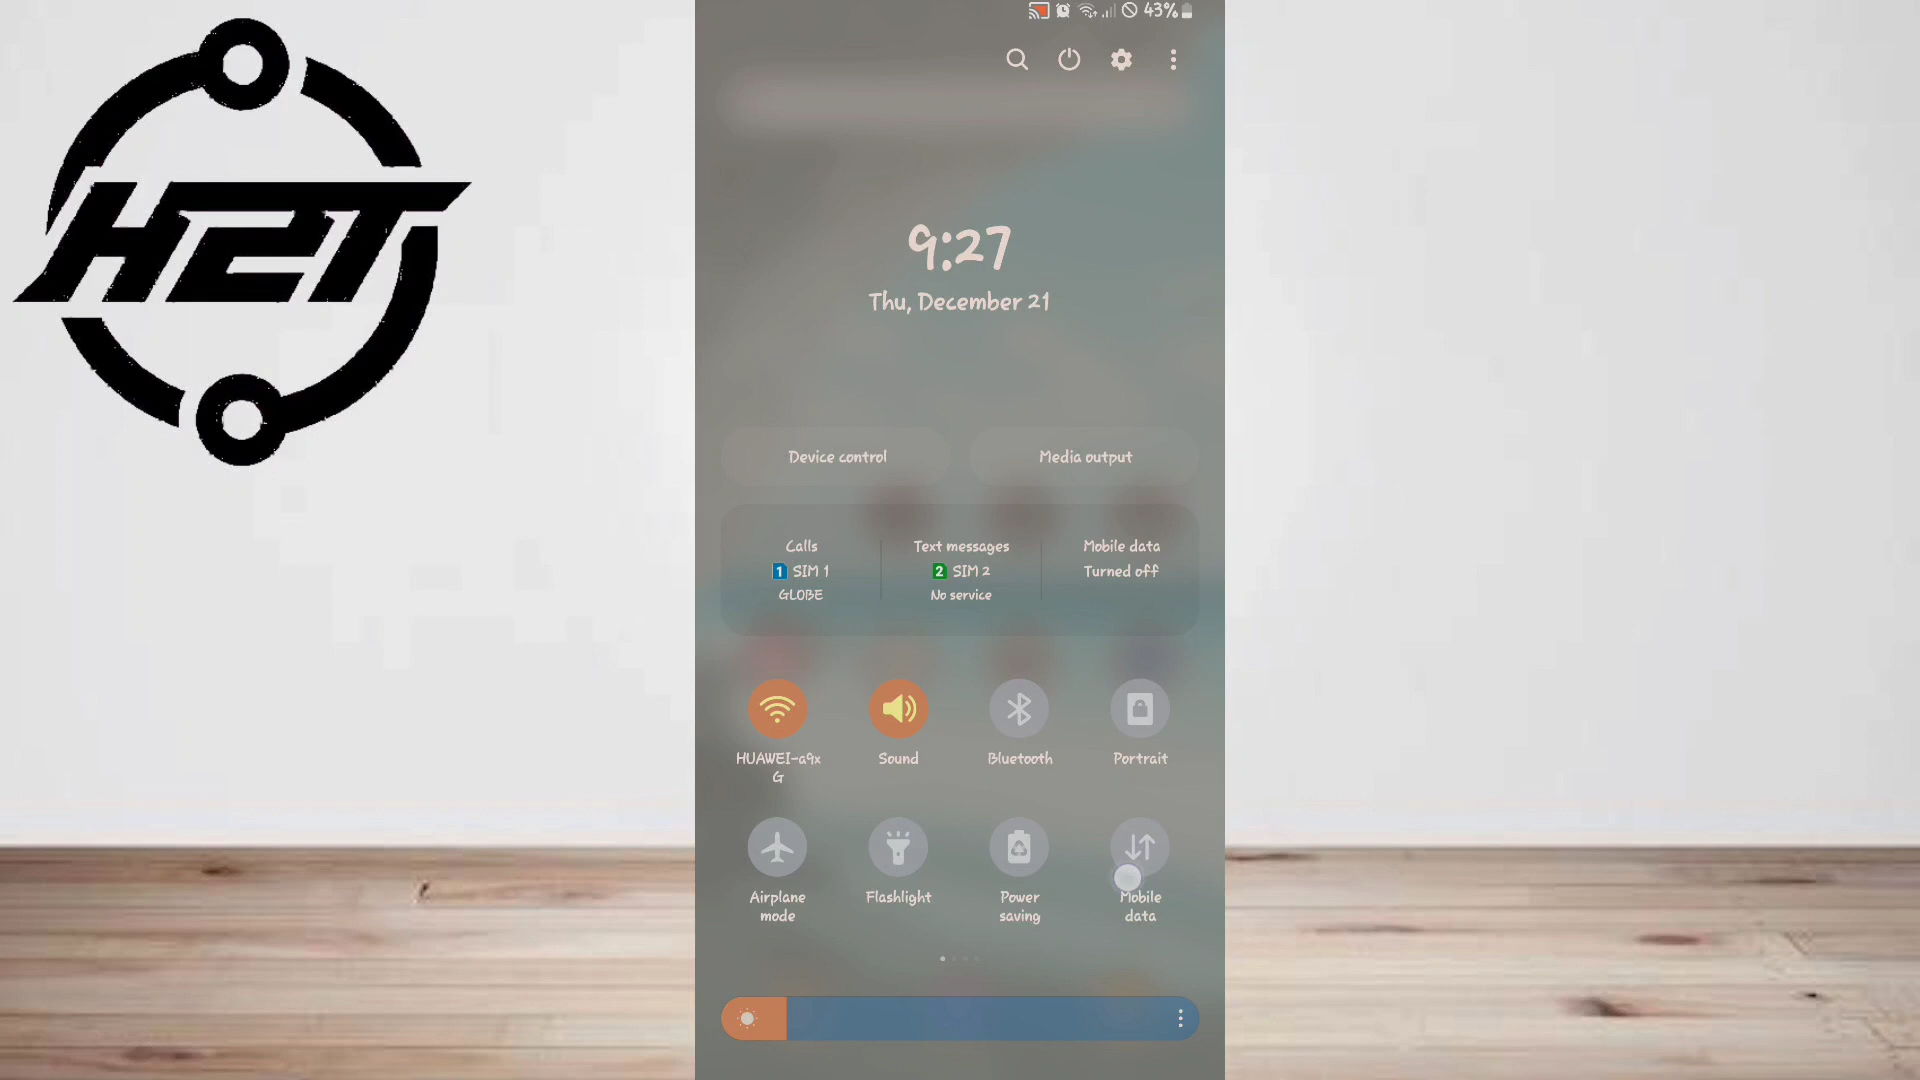 H2T
43%
9:27
Thu, December 21
Device control
Media output
Calls
1 SIM 1
GLOBE
Text messages
2 SIM 2
No service
Mobile data
Turned off
HUAWEI-a9x
G
Sound
Bluetooth
Portrait
Airplane
mode
Flashlight
Power
saving
Mobile
data